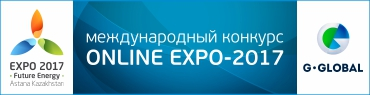 EXPO 2017
· Future Energy ·
Astana Kazakhstan
международный конкурс
ONLINE EXPO-2017
G·GLOBAL